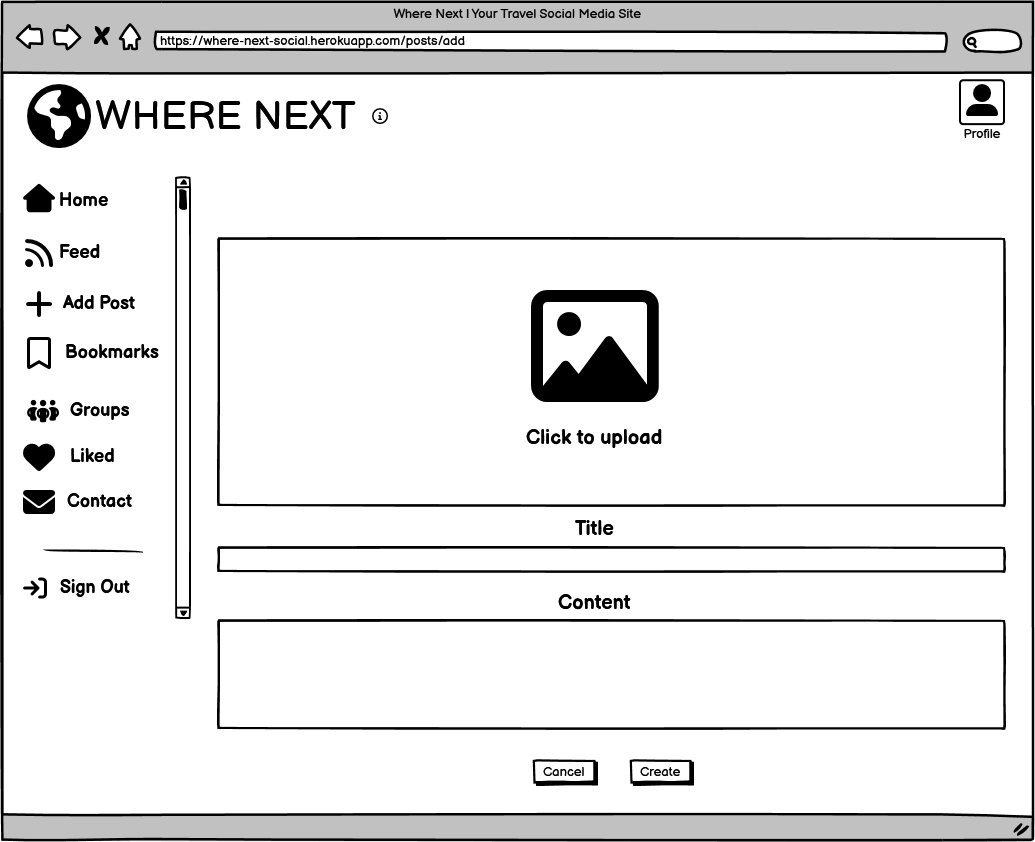 Where Next | Your Travel Social Media Site
https://where-next-social.herokuapp.com/posts/add
WHERE NEXT
Profile
Home
Feed
Add Post
Bookmarks
Groups
Liked
Contact
Sign Out
Click to upload
Title
Content
Cancel
Create